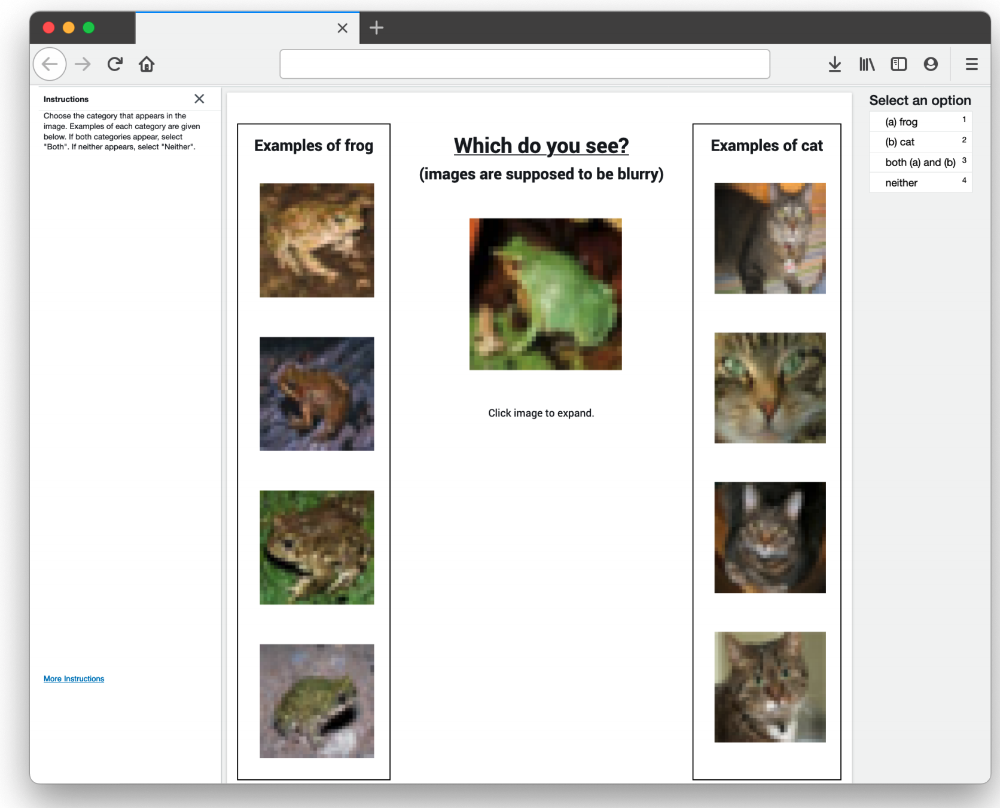 Instructions
Choose the category that appears in the
image. Examples of each category are given
below. If both categories appear, select
"Both". If neither appears, select "Neither".
More Instructions
Examples of frog
Which do you see?
(images are supposed to be blurry)
Click image to expand.
Examples of cat
Select an option
(a) frog 1
(b) cat 2
both (a) and (b) 3
neither 4